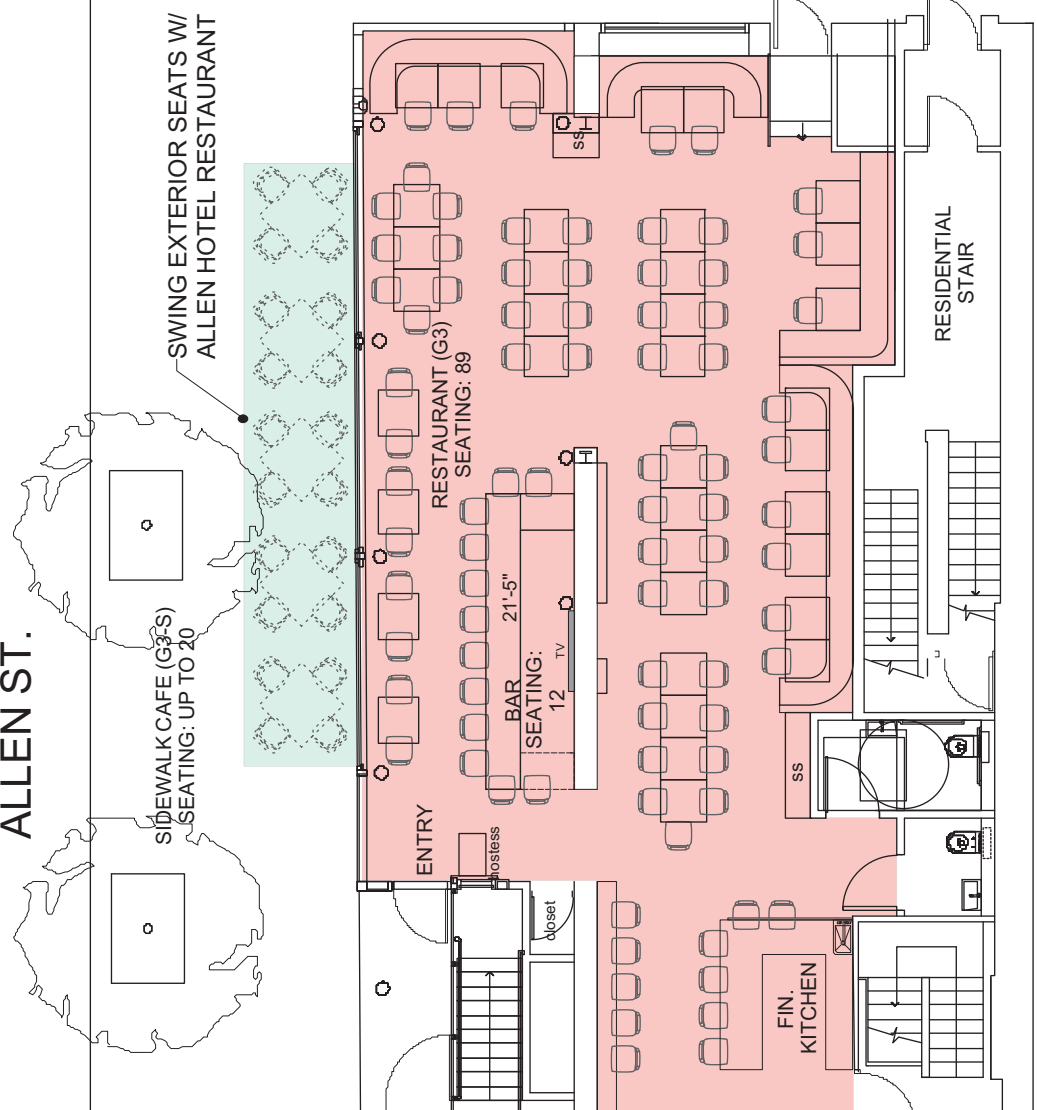 ALLEN ST.
SWING EXTERIOR SEATS W/
ALLEN HOTEL RESTAURANT
SIDEWALK CAFE (G3-S)
SEATING: UP TO 20
RESTAURANT (G3)
SEATING: 89
BAR
SEATING:
12
21'-5"
TV
ENTRY
hostess
closet
ss
ss
FIN.
KITCHEN
RESIDENTIAL
STAIR